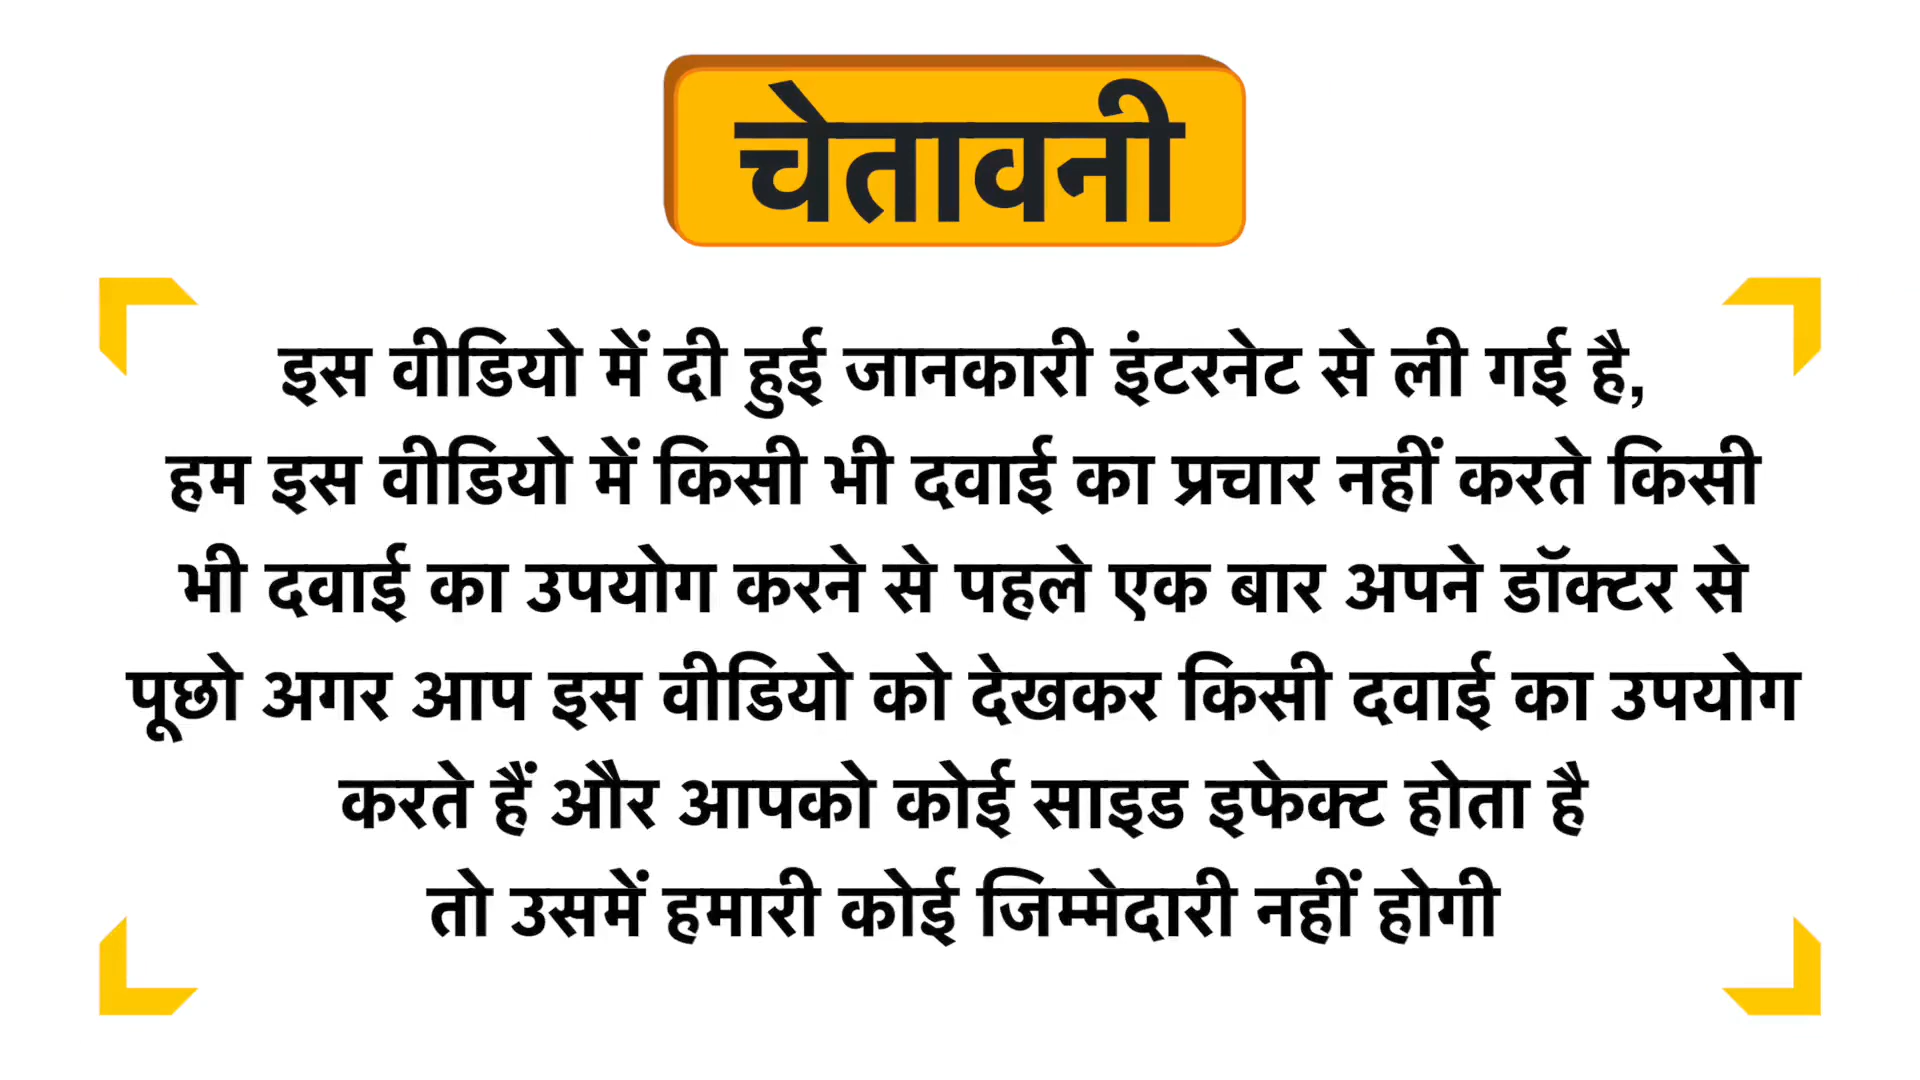 चेतावनी
इस वीडियो में दी हुई जानकारी इंटरनेट से ली गई है,
हम इस वीडियो में किसी भी दवाई का प्रचार नहीं करते किसी
भी दवाई का उपयोग करने से पहले एक बार अपने डॉक्टर से
पूछो अगर आप इस वीडियो को देखकर किसी दवाई का उपयोग
करते हैं और आपको कोई साइड इफेक्ट होता है
तो उसमें हमारी कोई जिम्मेदारी नहीं होगी